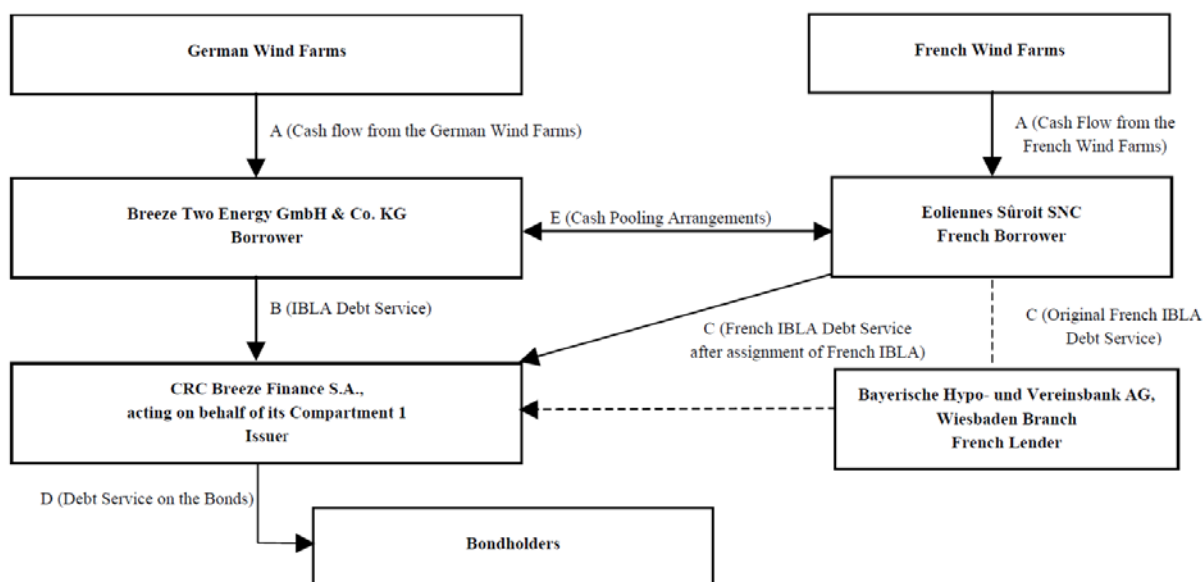 German Wind Farms
French Wind Farms
A (Cash flow from the German Wind Farms)
A (Cash Flow from the
French Wind Farms)
Breeze Two Energy GmbH & Co. KG
Borrower
E (Cash Pooling Arrangements)
Eoliennes Sûroit SNC
French Borrower
B (IBLA Debt Service)
C (French IBLA Debt Service
after assignment of French IBLA)
C (Original French IBLA
Debt Service)
CRC Breeze Finance S.A.,
acting on behalf of its Compartment 1
Issuer
Bayerische Hypo- und Vereinsbank AG,
Wiesbaden Branch
French Lender
D (Debt Service on the Bonds)
Bondholders